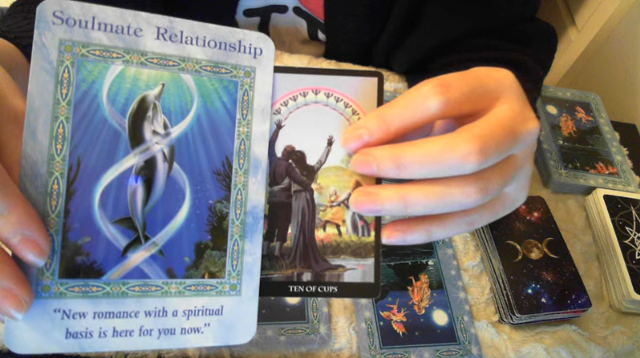 Soulmate Relationship
"New romance with a spiritual
basis is here for you now."
TEN OF CUPS